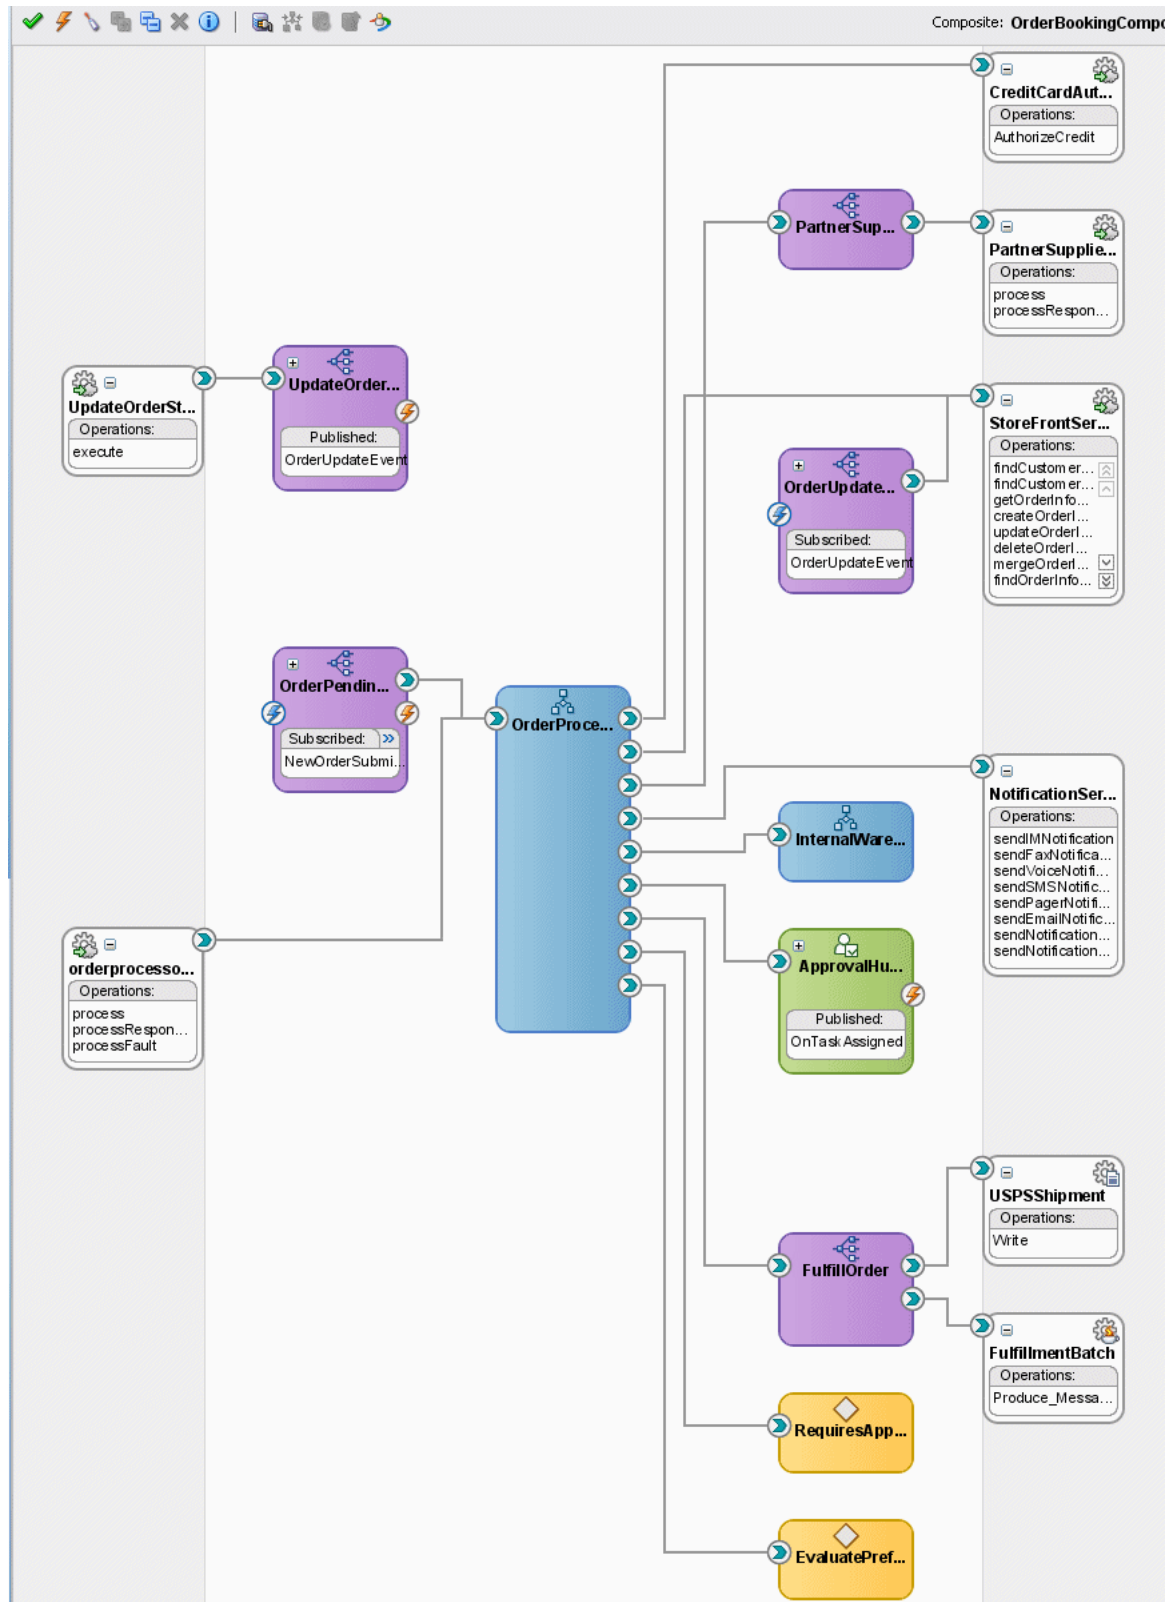 Composite: OrderBookingCompo
CreditCardAut...
Operations:
AuthorizeCredit
PartnerSup...
PartnerSupplie...
Operations:
process
processRespon...
UpdateOrderSt...
Operations:
execute
UpdateOrder...
Published:
OrderUpdateEvent
StoreFrontSer...
Operations:
findCustomer...
findCustomer...
getOrderInfo...
createOrderI...
updateOrderI...
deleteOrderI...
mergeOrderI...
findOrderInfo...
OrderUpdate...
Subscribed:
OrderUpdateEvent
OrderPendin...
Subscribed:
NewOrderSubmi...
OrderProce...
NotificationSer...
Operations:
sendIMNotification
sendFaxNotifica...
sendVoiceNotifi...
sendSMSNotific...
sendPagerNotifi...
sendEmailNotific...
sendNotification...
sendNotification...
InternalWare...
orderprocesso...
Operations:
process
processRespon...
processFault
ApprovalHu...
Published:
OnTaskAssigned
USPSShipment
Operations:
Write
FulfillOrder
FulfillmentBatch
Operations:
Produce_Messa...
RequiresApp...
EvaluatePref...